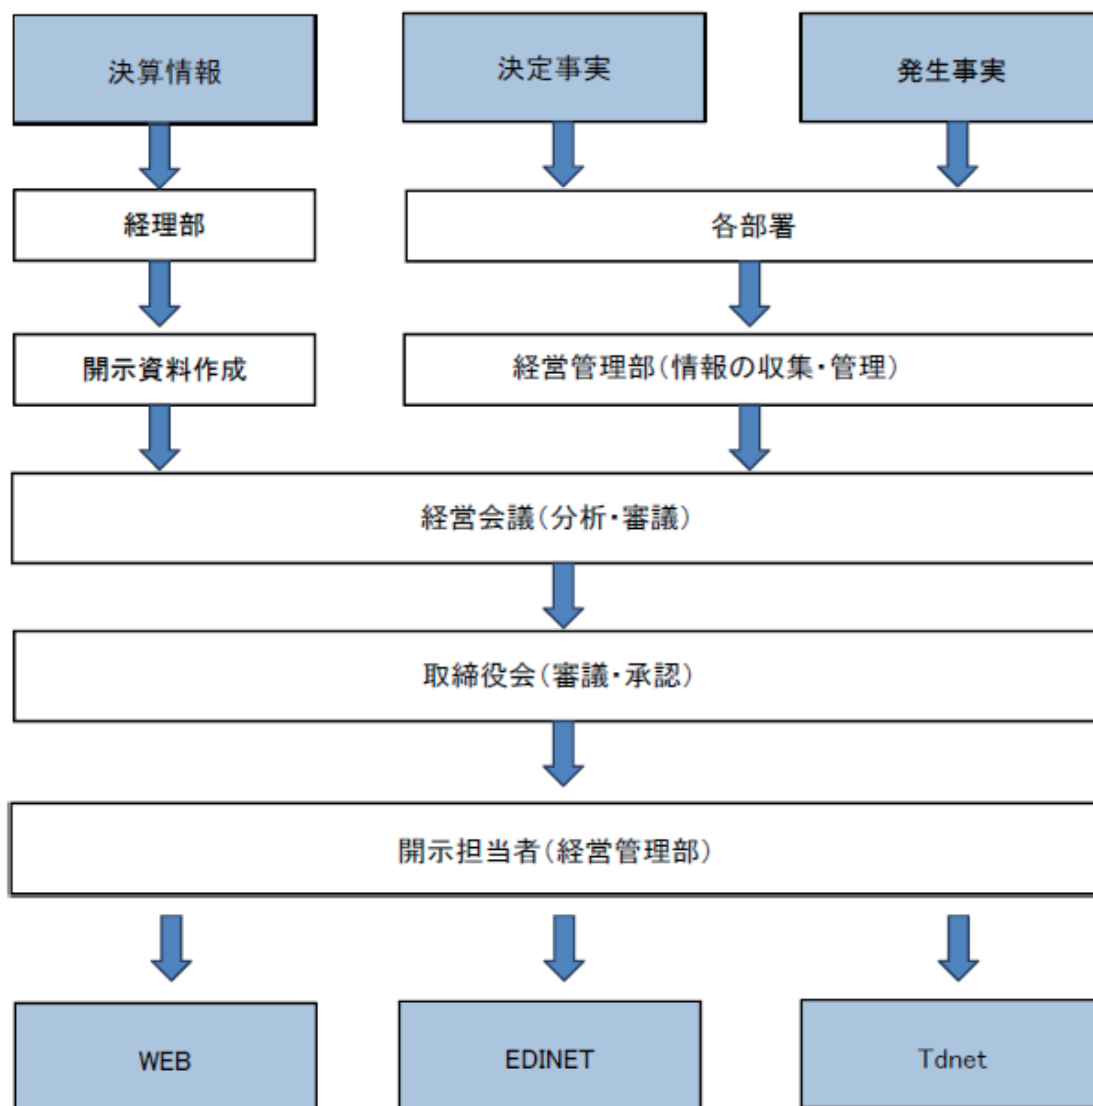 決算情報
決定事実
発生事実
経理部
各部署
開示資料作成
経営管理部(情報の収集・管理)
経営会議(分析・審議)
取締役会(審議・承認)
開示担当者(経営管理部)
WEB
EDINET
Tdnet